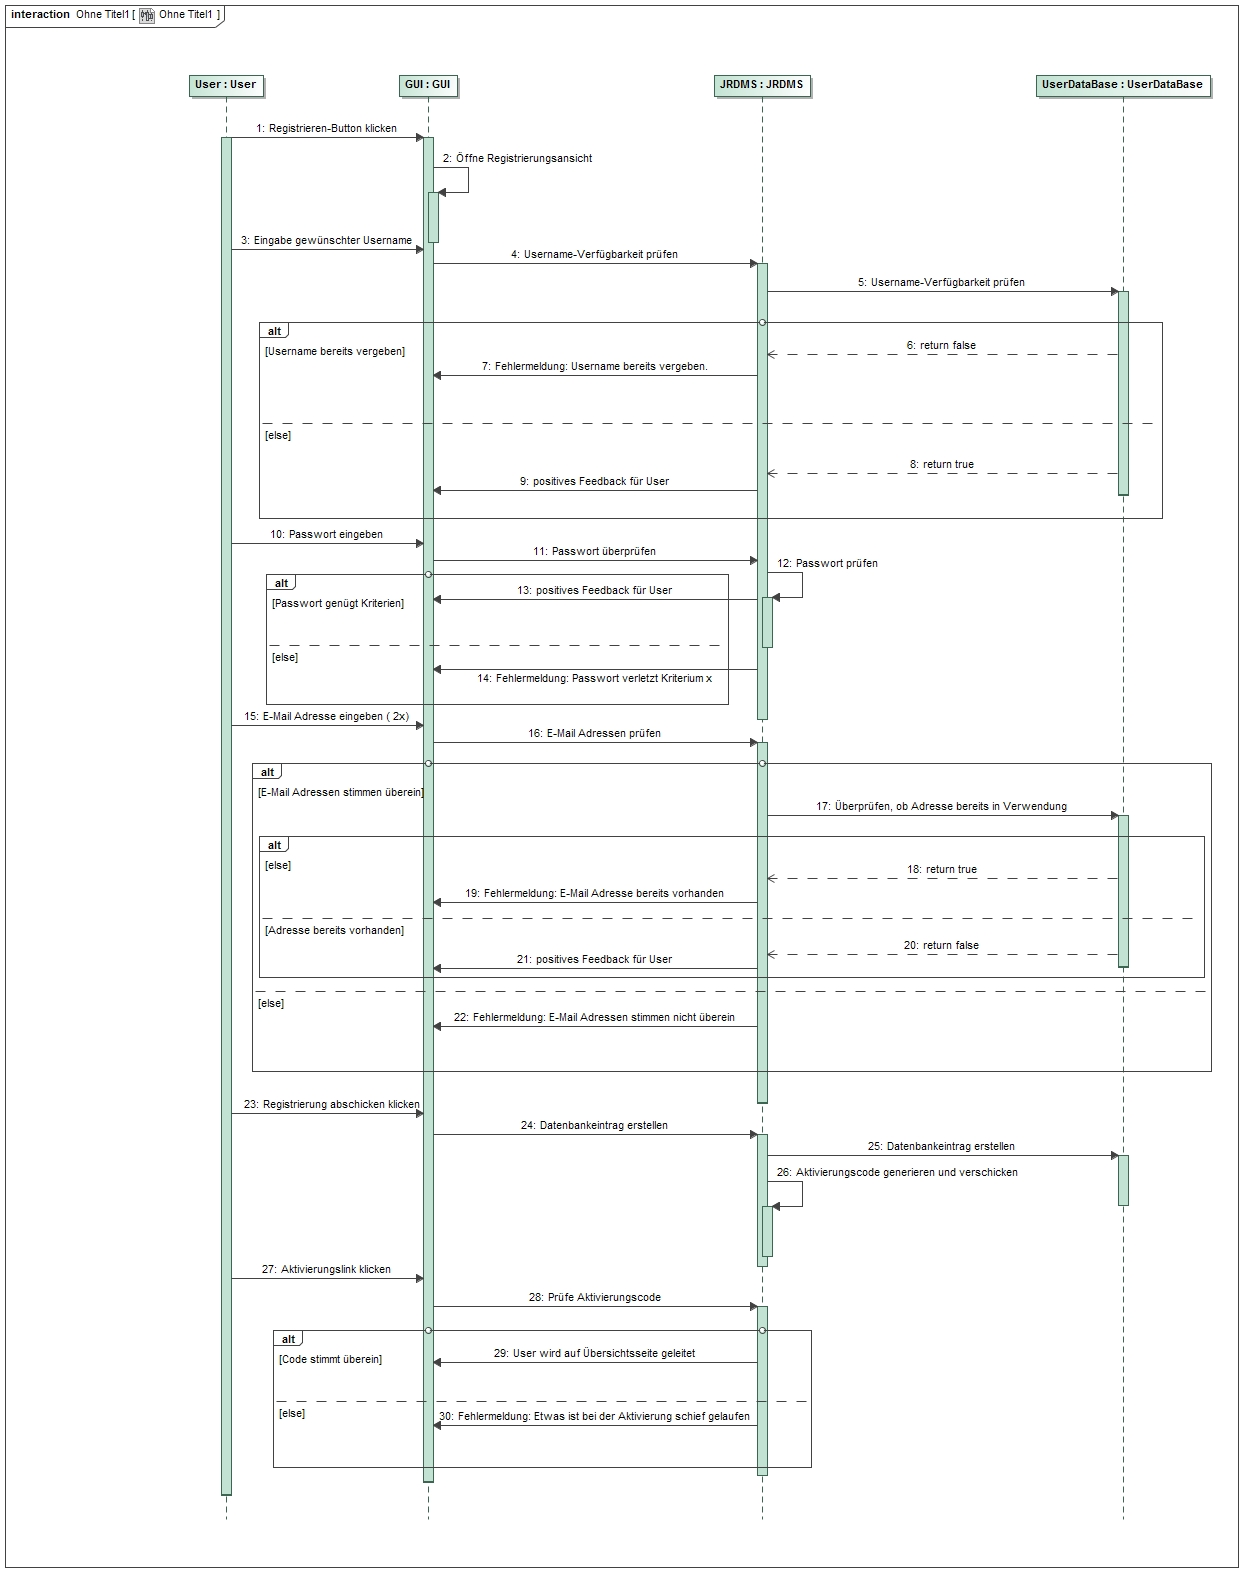 interaction Ohne Titel1 [ Ohne Titel1 ]
User : User
GUI : GUI
JRDMS : JRDMS
UserDataBase : UserDataBase
1: Registrieren-Button klicken
2: Öffne Registrierungsansicht
3: Eingabe gewünschter Username
4: Username-Verfügbarkeit prüfen
5: Username-Verfügbarkeit prüfen
alt
[Username bereits vergeben]
6: return false
7: Fehlermeldung: Username bereits vergeben.
[else]
8: return true
9: positives Feedback für User
10: Passwort eingeben
11: Passwort überprüfen
12: Passwort prüfen
alt
13: positives Feedback für User
[Passwort genügt Kriterien]
[else]
14: Fehlermeldung: Passwort verletzt Kriterium x
15: E-Mail Adresse eingeben ( 2x)
16: E-Mail Adressen prüfen
alt
[E-Mail Adressen stimmen überein]
17: Überprüfen, ob Adresse bereits in Verwendung
alt
[else]
18: return true
19: Fehlermeldung: E-Mail Adresse bereits vorhanden
[Adresse bereits vorhanden]
20: return false
21: positives Feedback für User
[else]
22: Fehlermeldung: E-Mail Adressen stimmen nicht überein
23: Registrierung abschicken klicken
24: Datenbankeintrag erstellen
25: Datenbankeintrag erstellen
26: Aktivierungscode generieren und verschicken
27: Aktivierungslink klicken
28: Prüfe Aktivierungscode
alt
29: User wird auf Übersichtsseite geleitet
[Code stimmt überein]
[else]
30: Fehlermeldung: Etwas ist bei der Aktivierung schief gelaufen